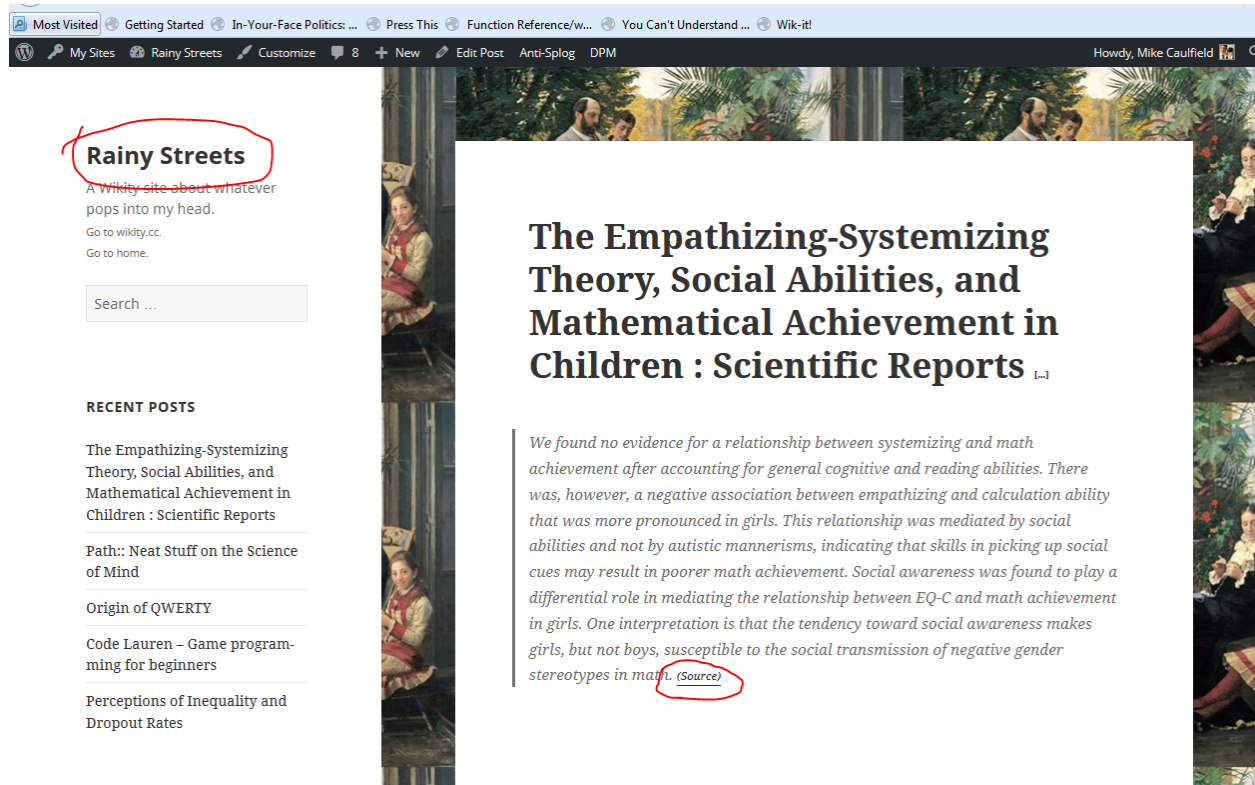 Most Visited Getting Started In-Your-Face Politics: ... Press This Function Reference/w... You Can't Understand ... Wik-it!
My Sites Rainy Streets Customize 8 New Edit Post Anti-Splog DPM Howdy, Mike Caulfield
Rainy Streets
A Wikity site about whatever
pops into my head.
Go to wikity.cc.
Go to home.
Search ...
RECENT POSTS
The Empathizing-Systemizing
Theory, Social Abilities, and
Mathematical Achievement in
Children : Scientific Reports
Path:: Neat Stuff on the Science
of Mind
Origin of QWERTY
Code Lauren – Game program-
ming for beginners
Perceptions of Inequality and
Dropout Rates
The Empathizing-Systemizing
Theory, Social Abilities, and
Mathematical Achievement in
Children : Scientific Reports [...]
We found no evidence for a relationship between systemizing and math
achievement after accounting for general cognitive and reading abilities. There
was, however, a negative association between empathizing and calculation ability
that was more pronounced in girls. This relationship was mediated by social
abilities and not by autistic mannerisms, indicating that skills in picking up social
cues may result in poorer math achievement. Social awareness was found to play a
differential role in mediating the relationship between EQ-C and math achievement
in girls. One interpretation is that the tendency toward social awareness makes
girls, but not boys, susceptible to the social transmission of negative gender
stereotypes in math. (Source)